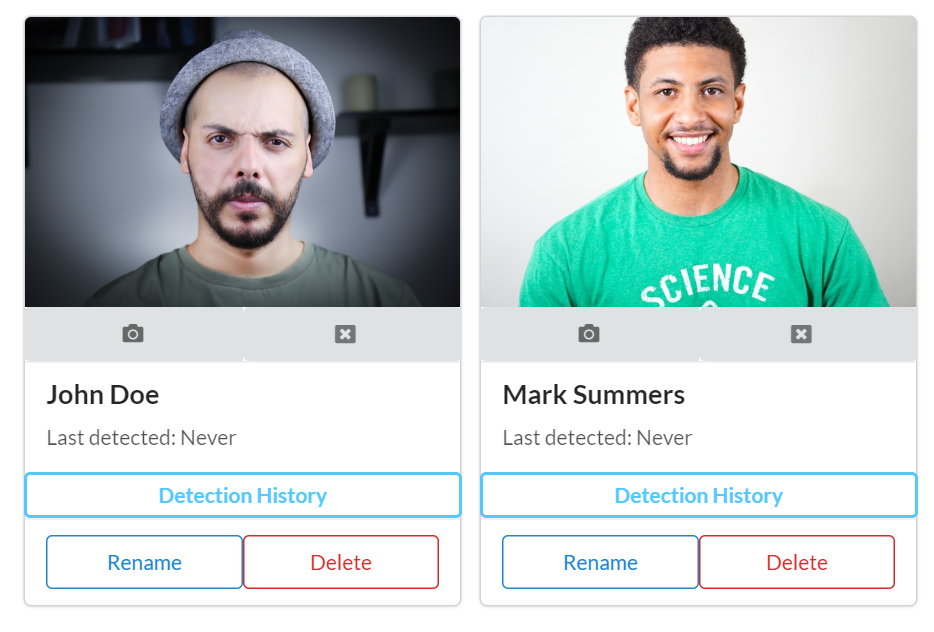 SCIENCE
John Doe
Last detected: Never
Detection History
Rename
Delete
Mark Summers
Last detected: Never
Detection History
Rename
Delete